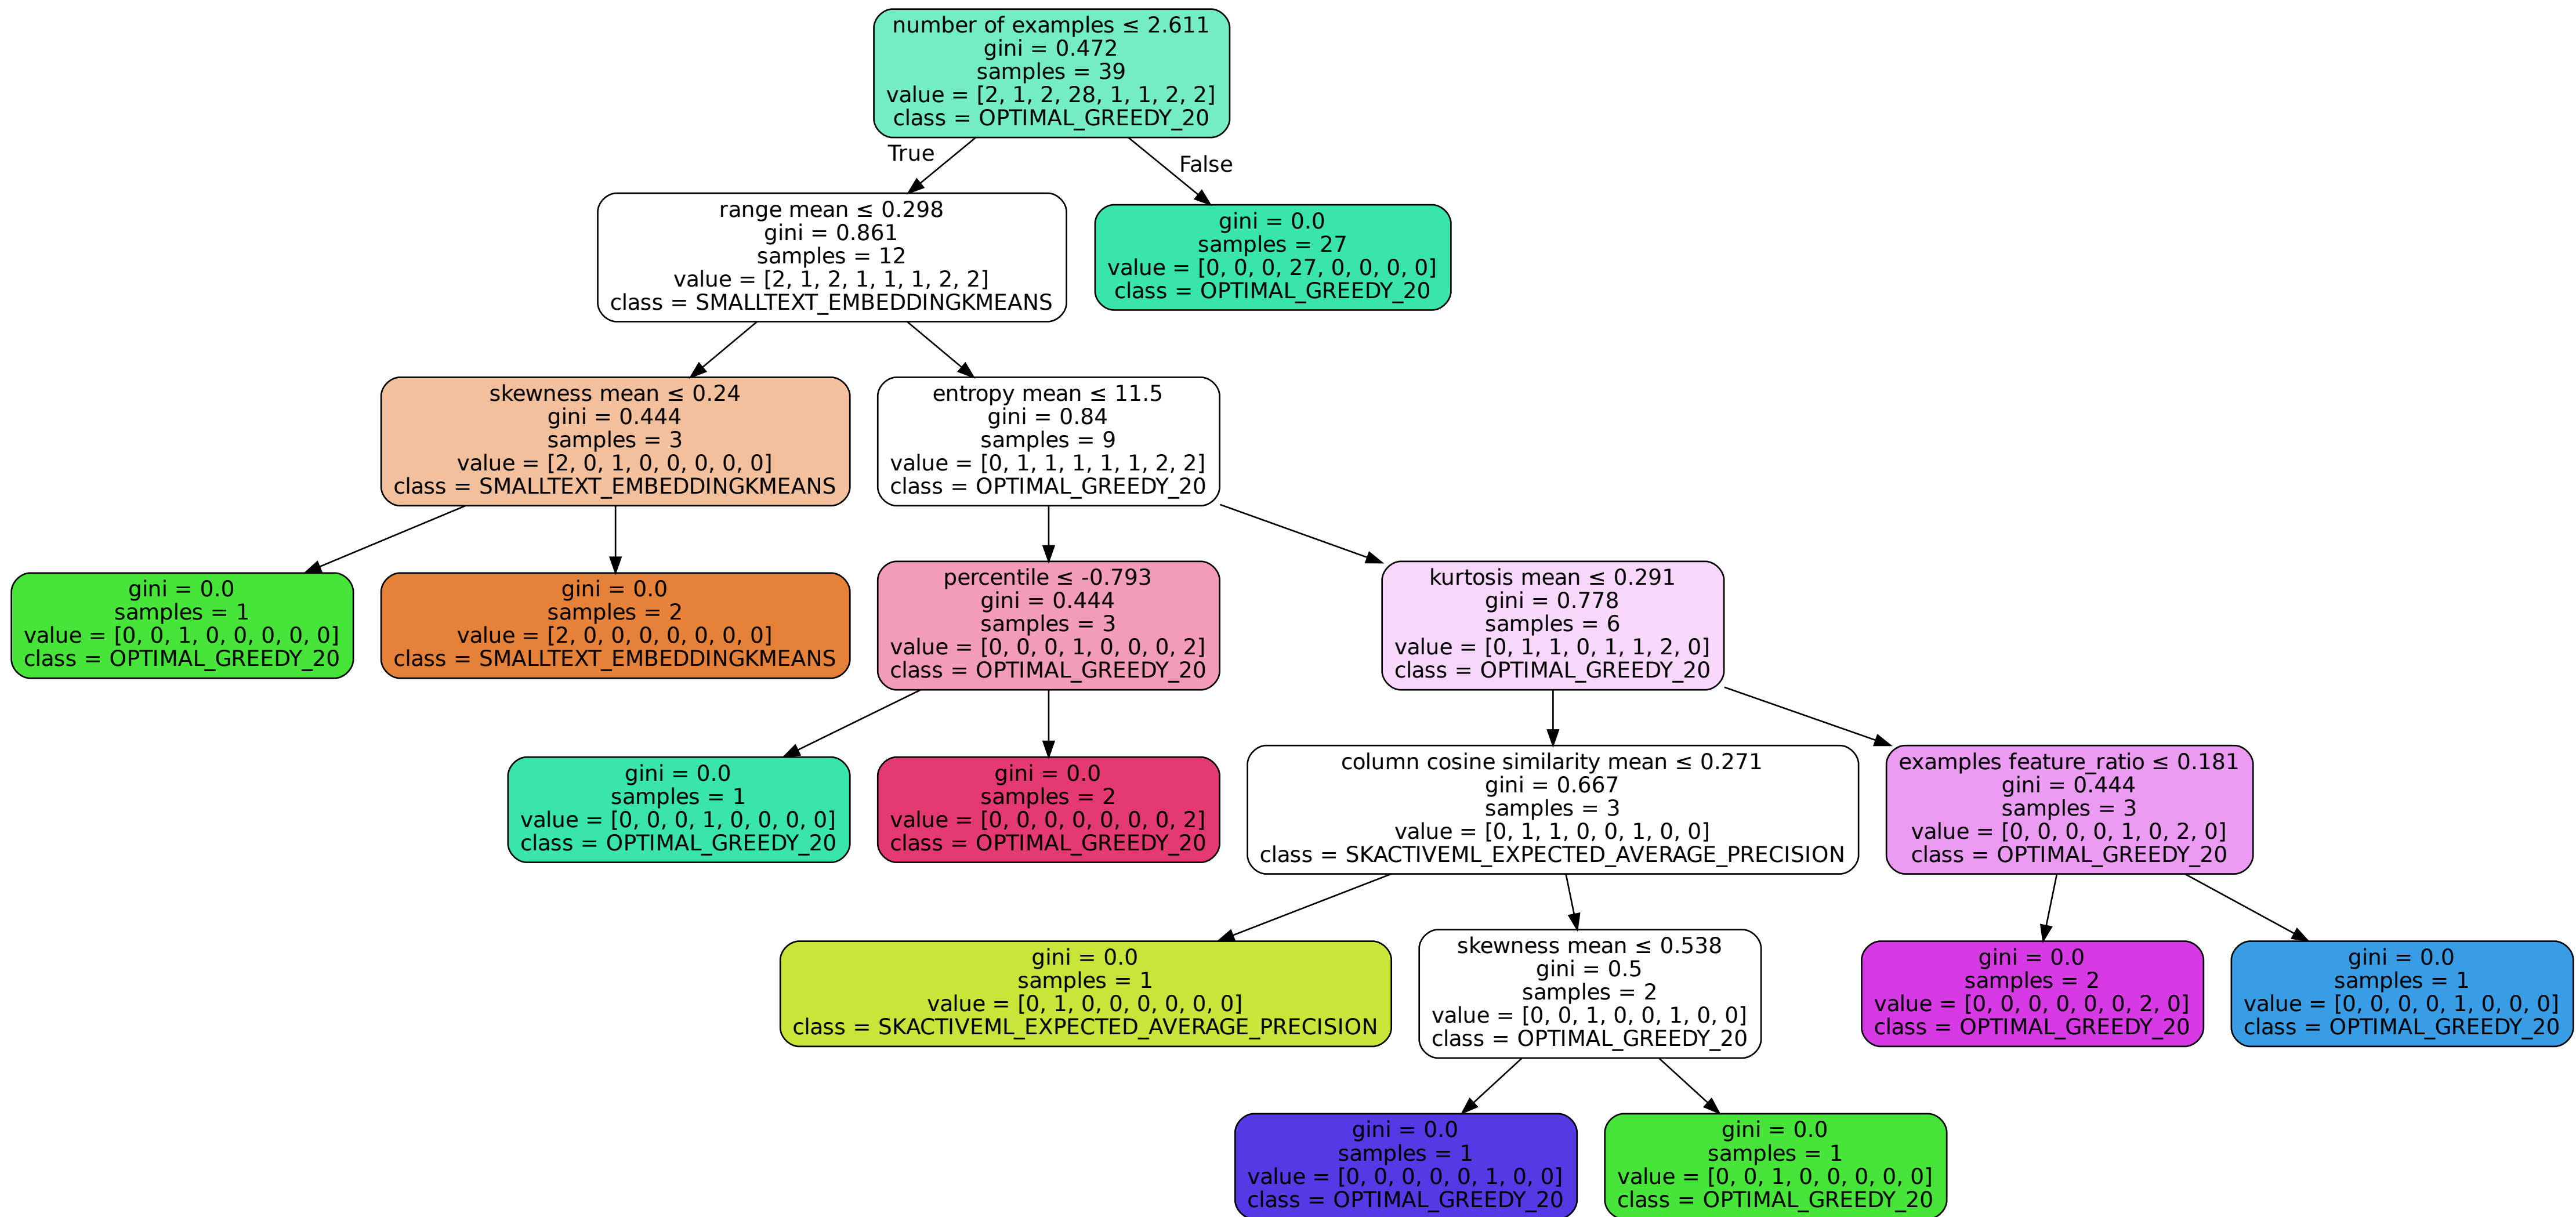 number of examples ≤ 2.611
gini = 0.472
samples = 39
value = [2, 1, 2, 28, 1, 1, 2, 2]
class = OPTIMAL_GREEDY_20
True
False
range mean ≤ 0.298
gini = 0.861
samples = 12
value = [2, 1, 2, 1, 1, 1, 2, 2]
class = SMALLTEXT_EMBEDDINGKMEANS
gini = 0.0
samples = 27
value = [0, 0, 0, 27, 0, 0, 0, 0]
class = OPTIMAL_GREEDY_20
skewness mean ≤ 0.24
gini = 0.444
samples = 3
value = [2, 0, 1, 0, 0, 0, 0, 0]
class = SMALLTEXT_EMBEDDINGKMEANS
entropy mean ≤ 11.5
gini = 0.84
samples = 9
value = [0, 1, 1, 1, 1, 1, 2, 2]
class = OPTIMAL_GREEDY_20
gini = 0.0
samples = 1
value = [0, 0, 1, 0, 0, 0, 0, 0]
class = OPTIMAL_GREEDY_20
gini = 0.0
samples = 2
value = [2, 0, 0, 0, 0, 0, 0, 0]
class = SMALLTEXT_EMBEDDINGKMEANS
percentile ≤ -0.793
gini = 0.444
samples = 3
value = [0, 0, 0, 1, 0, 0, 0, 2]
class = OPTIMAL_GREEDY_20
kurtosis mean ≤ 0.291
gini = 0.778
samples = 6
value = [0, 1, 1, 0, 1, 1, 2, 0]
class = OPTIMAL_GREEDY_20
gini = 0.0
samples = 1
value = [0, 0, 0, 1, 0, 0, 0, 0]
class = OPTIMAL_GREEDY_20
gini = 0.0
samples = 2
value = [0, 0, 0, 0, 0, 0, 0, 2]
class = OPTIMAL_GREEDY_20
column cosine similarity mean ≤ 0.271
gini = 0.667
samples = 3
value = [0, 1, 1, 0, 0, 1, 0, 0]
class = SKACTIVEML_EXPECTED_AVERAGE_PRECISION
examples feature_ratio ≤ 0.181
gini = 0.444
samples = 3
value = [0, 0, 0, 0, 1, 0, 2, 0]
class = OPTIMAL_GREEDY_20
gini = 0.0
samples = 1
value = [0, 1, 0, 0, 0, 0, 0, 0]
class = SKACTIVEML_EXPECTED_AVERAGE_PRECISION
skewness mean ≤ 0.538
gini = 0.5
samples = 2
value = [0, 0, 1, 0, 0, 1, 0, 0]
class = OPTIMAL_GREEDY_20
gini = 0.0
samples = 2
value = [0, 0, 0, 0, 0, 0, 2, 0]
class = OPTIMAL_GREEDY_20
gini = 0.0
samples = 1
value = [0, 0, 0, 0, 1, 0, 0, 0]
class = OPTIMAL_GREEDY_20
gini = 0.0
samples = 1
value = [0, 0, 0, 0, 0, 1, 0, 0]
class = OPTIMAL_GREEDY_20
gini = 0.0
samples = 1
value = [0, 0, 1, 0, 0, 0, 0, 0]
class = OPTIMAL_GREEDY_20